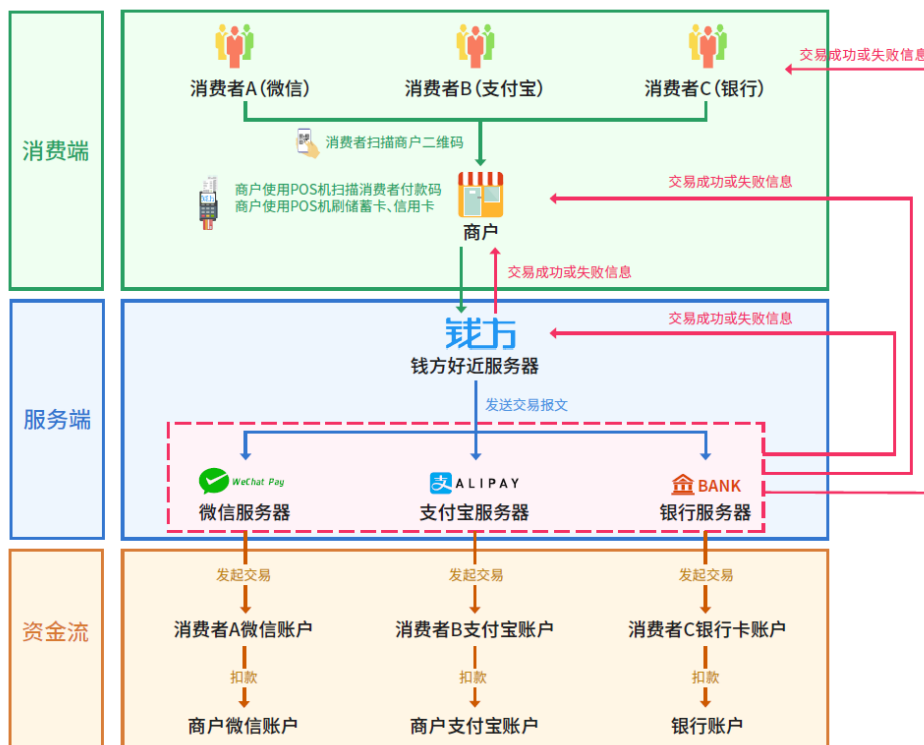 消费端
消费者A(微信)
消费者B(支付宝)
消费者C(银行)
交易成功或失败信息
消费者扫描商户二维码
商户使用POS机扫描消费者付款码
商户使用POS机刷储蓄卡、信用卡
交易成功或失败信息
商户
交易成功或失败信息
服务端
钱方
交易成功或失败信息
钱方好近服务器
发送交易报文
WeChat Pay
支 ALIPAY
BANK
微信服务器
支付宝服务器
银行服务器
资金流
发起交易
发起交易
发起交易
消费者A微信账户
消费者B支付宝账户
消费者C银行卡账户
扣款
扣款
扣款
商户微信账户
商户支付宝账户
银行账户